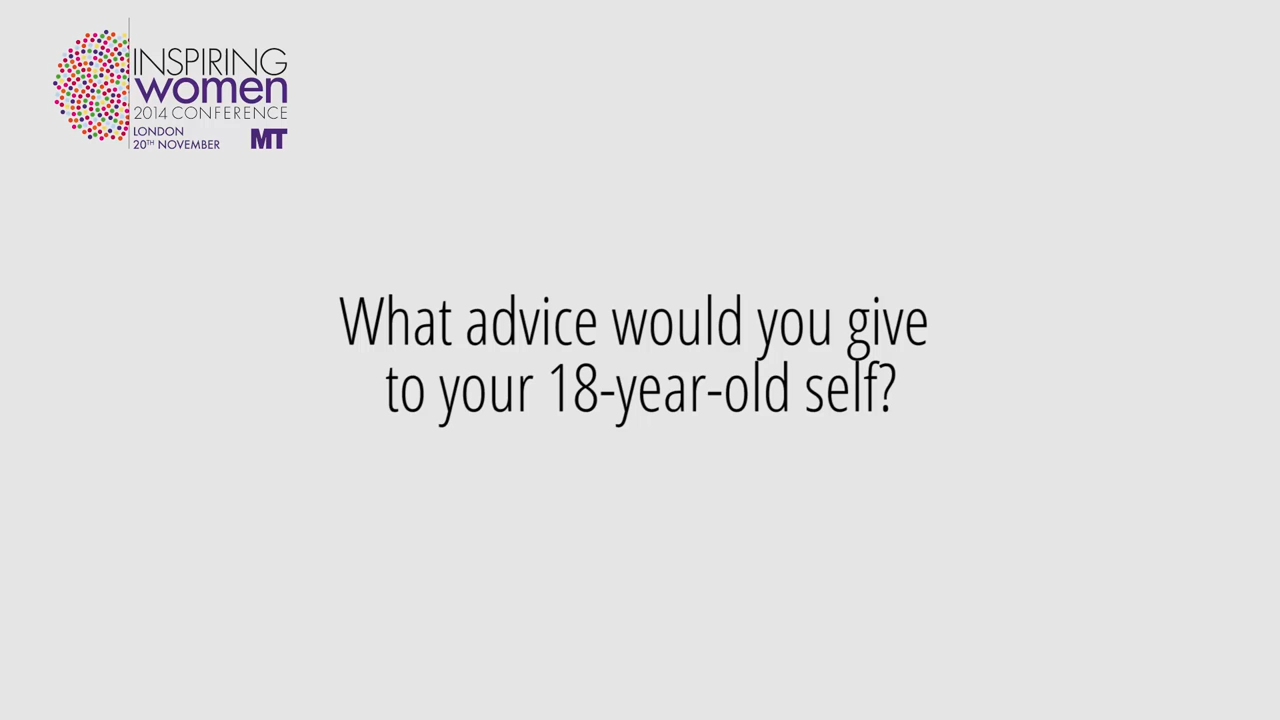 INSPIRING
women
2014 CONFERENCE
LONDON
20TH NOVEMBER
MT
What advice would you give
to your 18-year-old self?